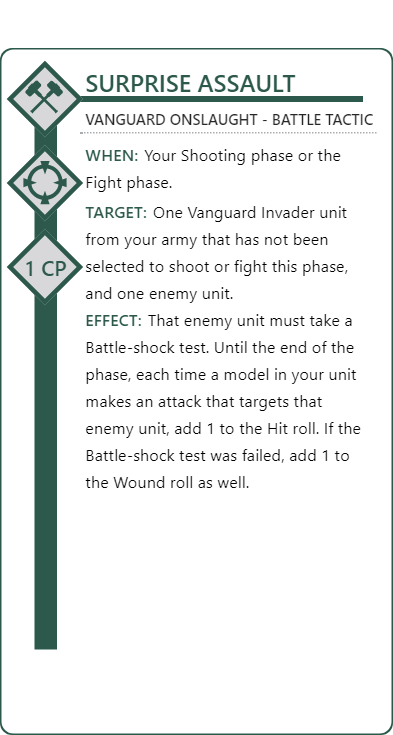 SURPRISE ASSAULT
VANGUARD ONSLAUGHT - BATTLE TACTIC
WHEN: Your Shooting phase or the
Fight phase.
TARGET: One Vanguard Invader unit
from your army that has not been
selected to shoot or fight this phase,
1 CP
and one enemy unit.
EFFECT: That enemy unit must take a
Battle-shock test. Until the end of the
phase, each time a model in your unit
makes an attack that targets that
enemy unit, add 1 to the Hit roll. If the
Battle-shock test was failed, add 1 to
the Wound roll as well.